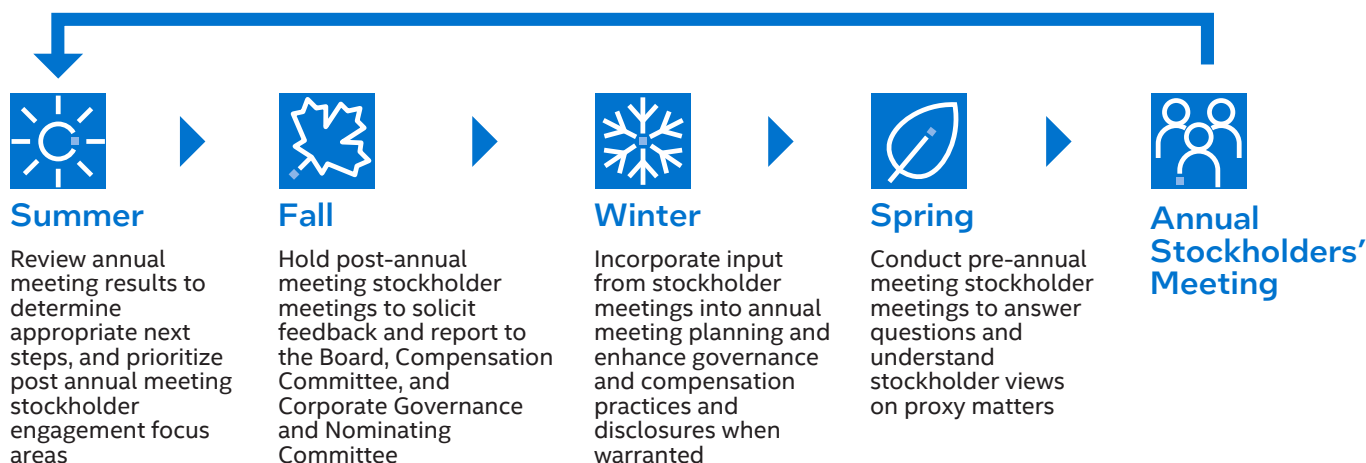 Summer
Review annual
meeting results to
determine
appropriate next
steps, and prioritize
post annual meeting
stockholder
engagement focus
areas
Fall
Hold post-annual
meeting stockholder
meetings to solicit
feedback and report to
the Board, Compensation
Committee, and
Corporate Governance
and Nominating
Committee
Winter
Incorporate input
from stockholder
meetings into annual
meeting planning and
enhance governance
and compensation
practices and
disclosures when
warranted
Spring
Conduct pre-annual
meeting stockholder
meetings to answer
questions and
understand
stockholder views
on proxy matters
Annual
Stockholders’
Meeting